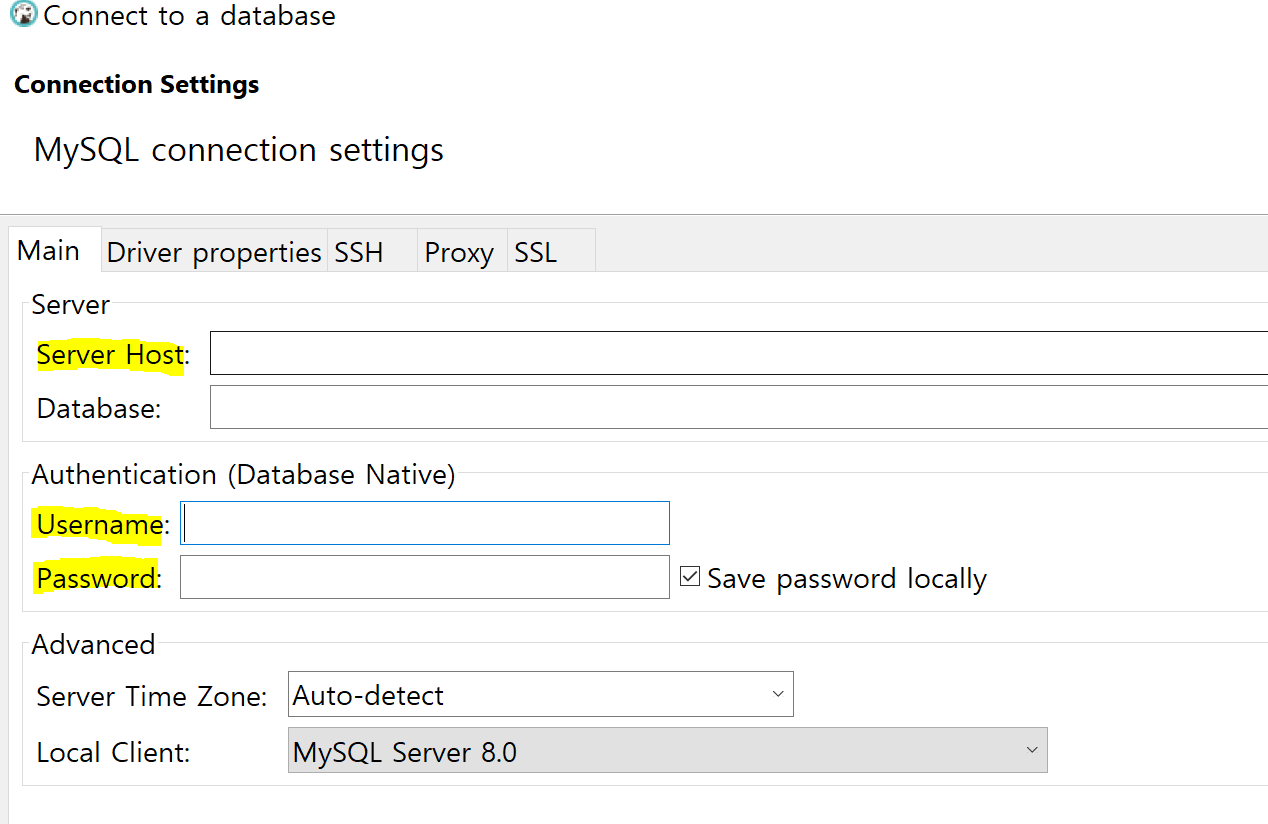 Connect to a database
Connection Settings
MySQL connection settings
Main Driver properties SSH Proxy SSL
Server
Server Host:
Database:
Authentication (Database Native)
Username:
Password: Save password locally
Advanced
Server Time Zone: Auto-detect
Local Client: MySQL Server 8.0